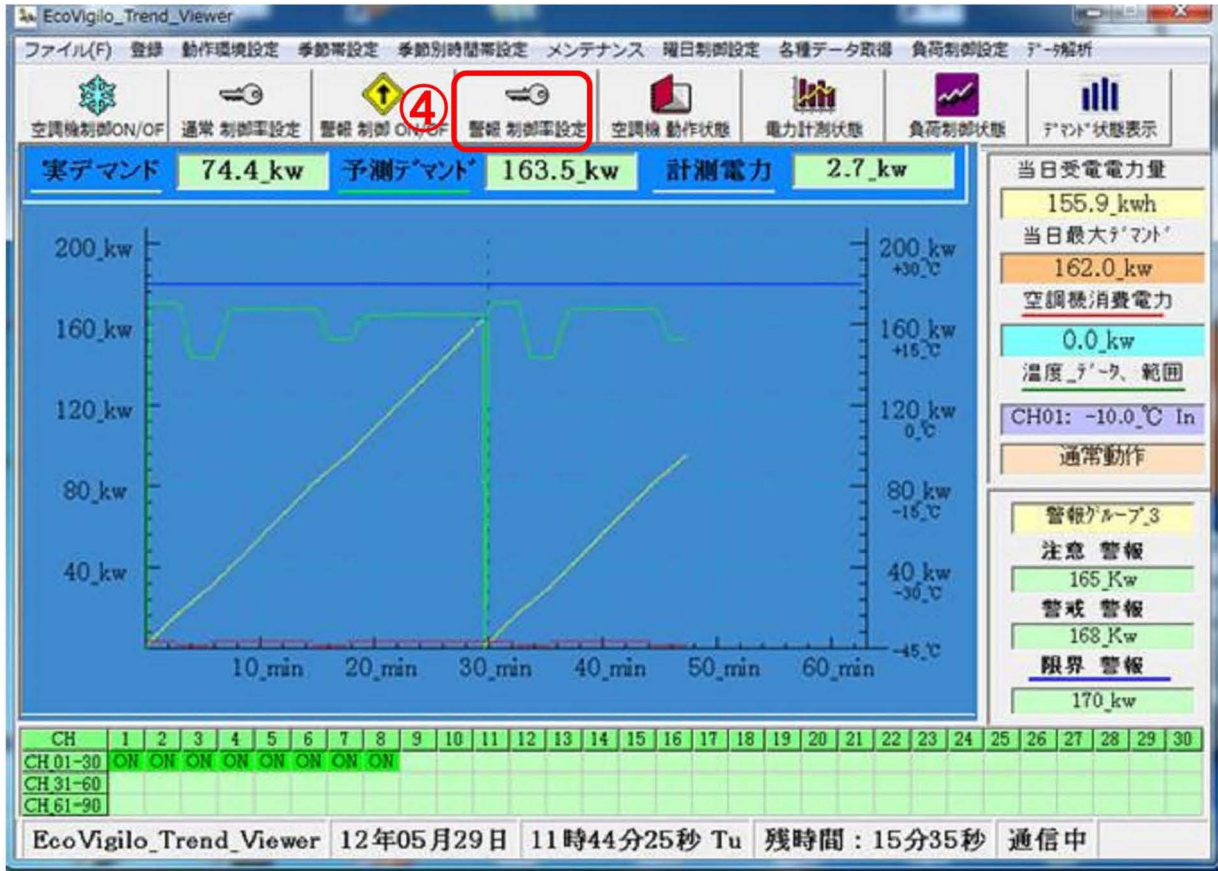 EcoVigilo_Trend_Viewer
ファイル(F) 登録 動作環境設定 季節帯設定 季節別時間帯設定 メンテナンス 曜日制御設定 各種データ取得 負荷制御設定 ﾃﾞｰﾀ解析
④
空調機制御ON/OF 通常 制御率設定 警報 制御 ON/OF 警報 制御率設定 空調機 動作状態 電力計測状態 負荷制御状態 ﾃﾞﾏﾝﾄﾞ状態表示
実デマンド 74.4_kw 予測ﾃﾞﾏﾝﾄﾞ 163.5_kw 計測電力 2.7_kw
200_kw
160_kw
120_kw
80_kw
40_kw
200_kw
+30_℃
160_kw
+15_℃
120_kw
0_℃
80_kw
-15_℃
40_kw
-30_℃
-45_℃
10_min 20_min 30_min 40_min 50_min 60_min
当日受電電力量
155.9_kwh
当日最大ﾃﾞﾏﾝﾄﾞ
162.0_kw
空調機消費電力
0.0_kw
温度_ﾃﾞｰﾀ、範囲
CH01: -10.0_℃ In
通常動作
警報ｸﾞﾙｰﾌﾟ_3
注意 警報
165_Kw
警戒 警報
168_Kw
限界 警報
170_kw
CH 1 2 3 4 5 6 7 8 9 10 11 12 13 14 15 16 17 18 19 20 21 22 23 24 25 26 27 28 29 30
CH_01-30 ON ON ON ON ON ON ON ON
CH_31-60
CH_61-90
EcoVigilo_Trend_Viewer 12年05月29日 11時44分25秒 Tu 残時間：15分35秒 通信中